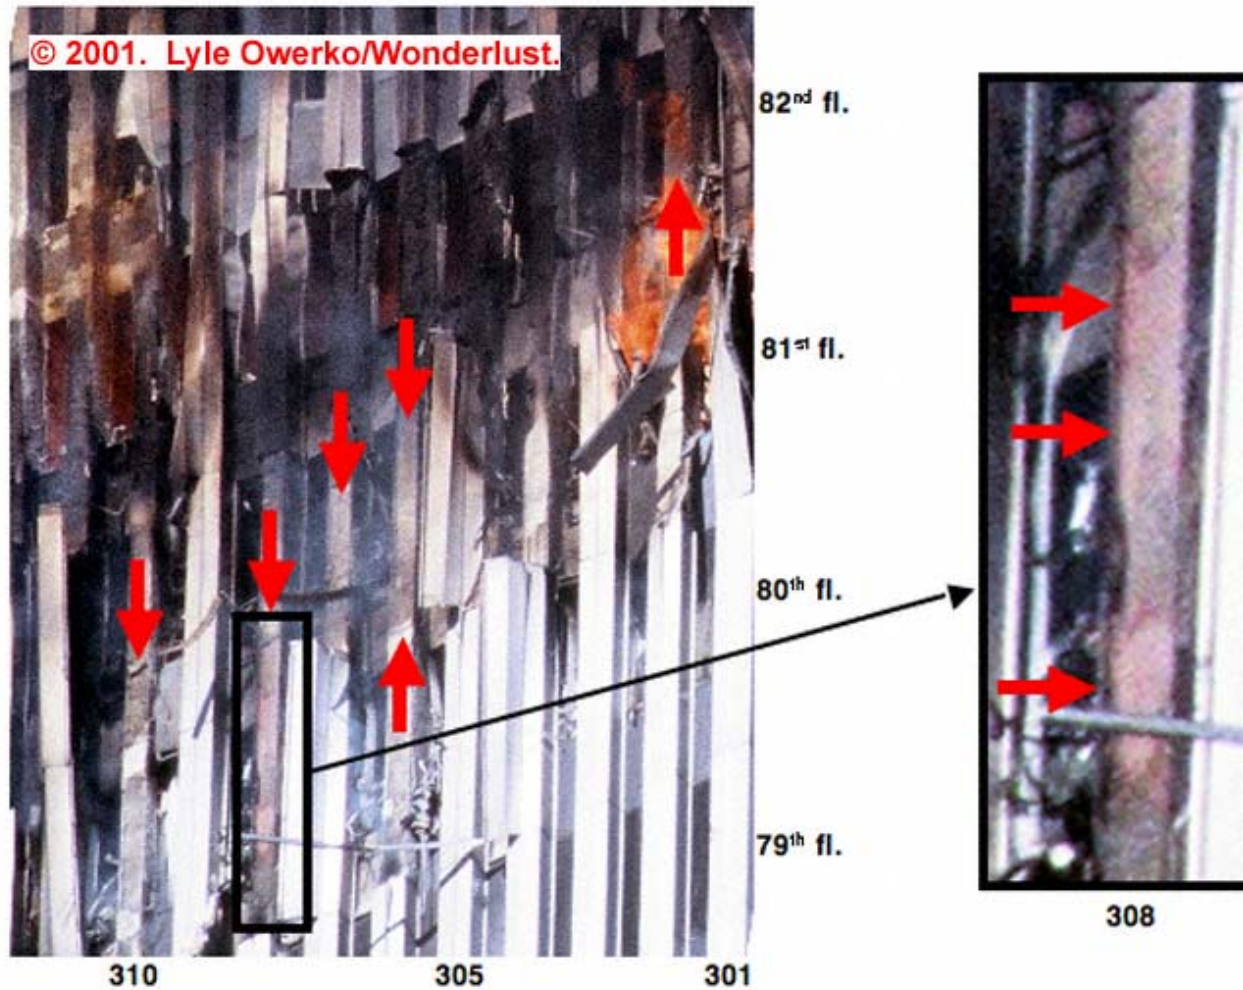 © 2001. Lyle Owerko/Wonderlust.
82nd fl.
81st fl.
80th fl.
79th fl.
310
305
301
308